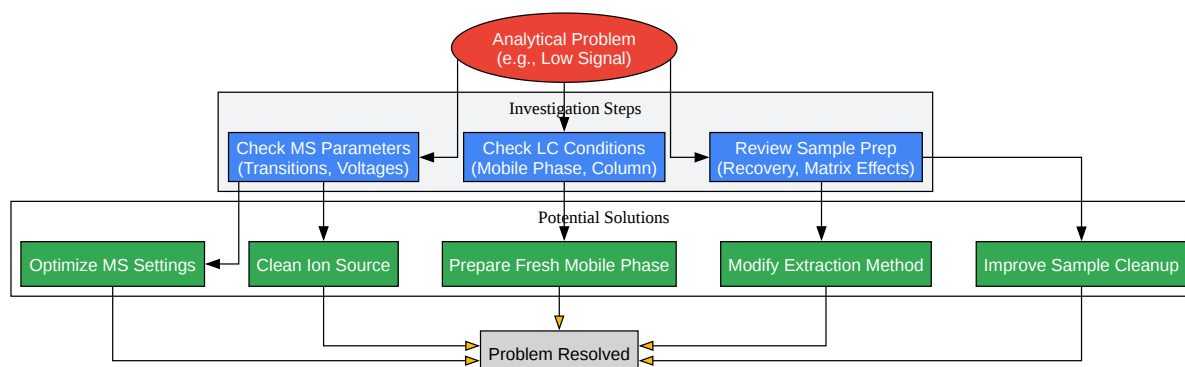 Analytical Problem
(e.g., Low Signal)
Investigation Steps
Check MS Parameters
(Transitions, Voltages)
Check LC Conditions
(Mobile Phase, Column)
Review Sample Prep
(Recovery, Matrix Effects)
Potential Solutions
Optimize MS Settings
Clean Ion Source
Prepare Fresh Mobile Phase
Modify Extraction Method
Improve Sample Cleanup
Problem Resolved